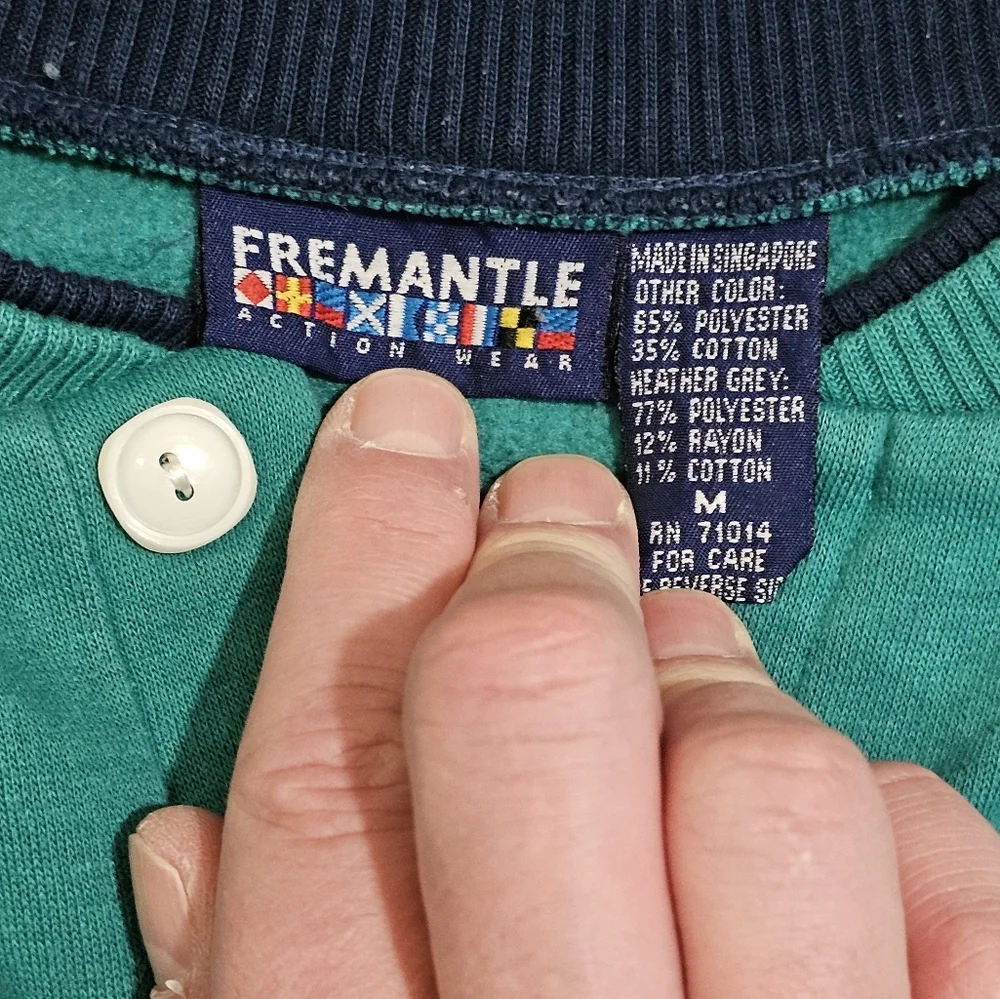 FREMANTLE
ACTION WEAR
MADE IN SINGAPORE
OTHER COLOR:
65% POLYESTER
35% COTTON
HEATHER GREY:
77% POLYESTER
12% RAYON
11% COTTON
M
RN 71014
FOR CARE
REVERSE